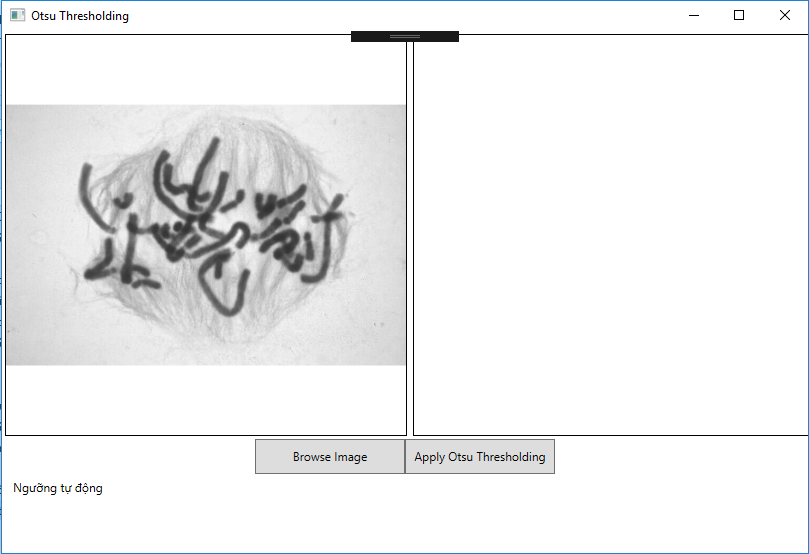 Otsu Thresholding
Browse Image
Apply Otsu Thresholding
Ngưỡng tự động